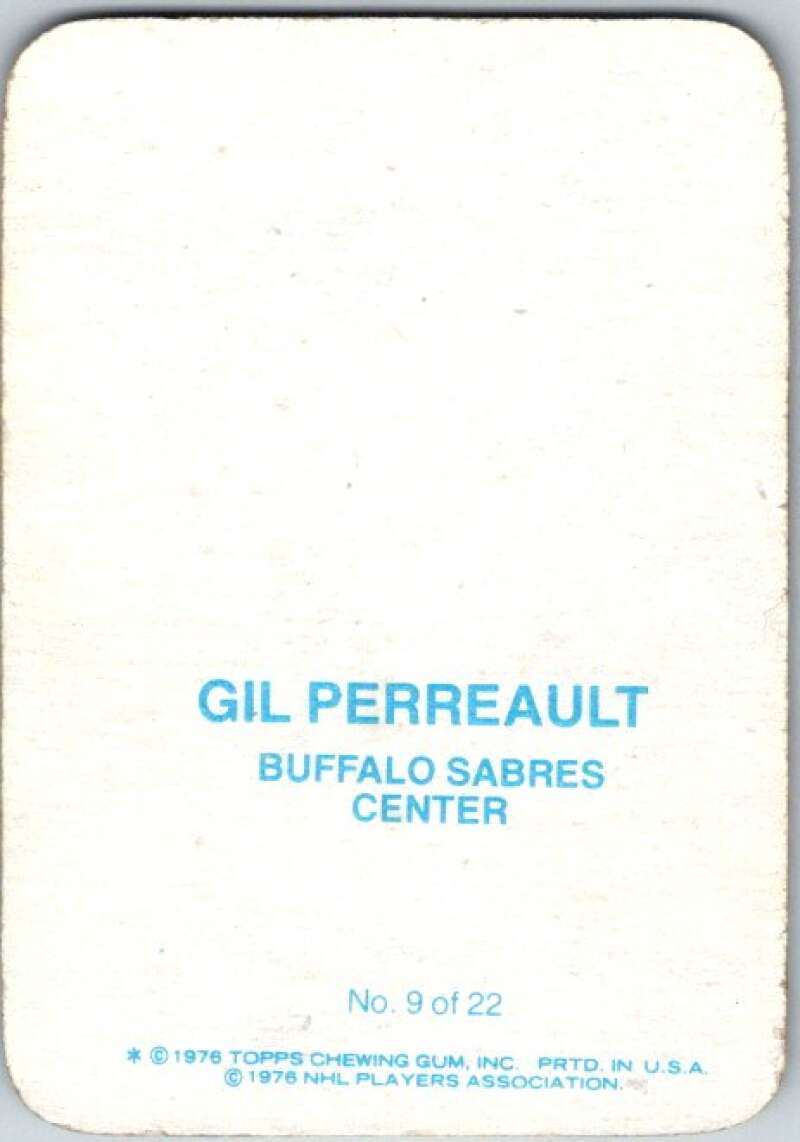 GIL PERREAULT
BUFFALO SABRES
CENTER
No. 9 of 22
* ©1976 TOPPS CHEWING GUM, INC. PRTD. IN U.S.A.
©1976 NHL PLAYERS ASSOCIATION.